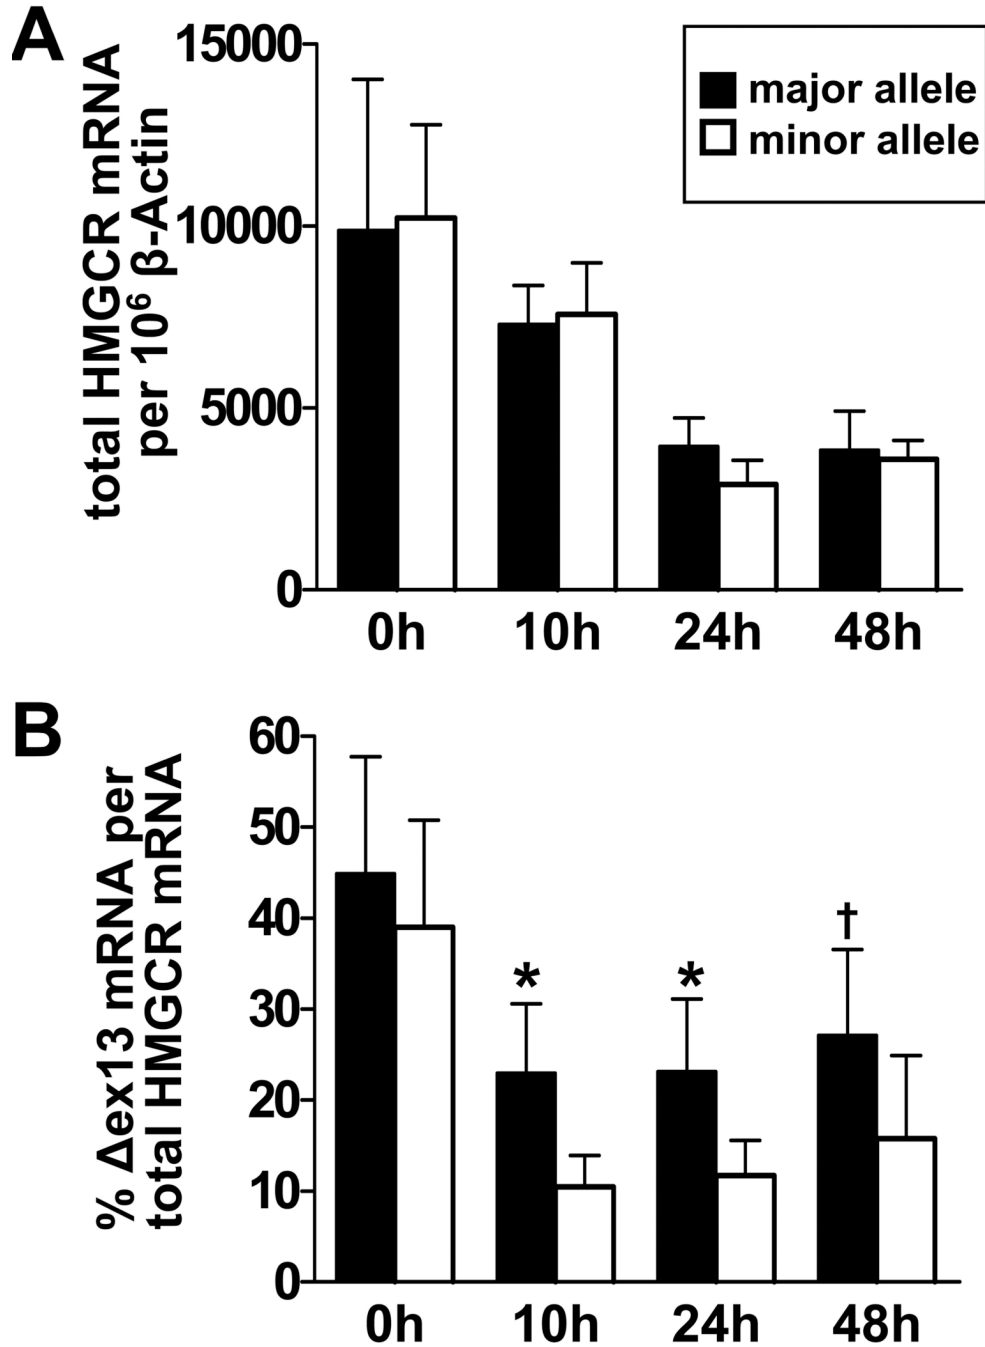 A
total HMGCR mRNA
per 10⁶ β-Actin
15000
10000
5000
0
major allele
minor allele
0h 10h 24h 48h
B
% Δex13 mRNA per
total HMGCR mRNA
60
50
40
30
20
10
0
* * †
0h 10h 24h 48h